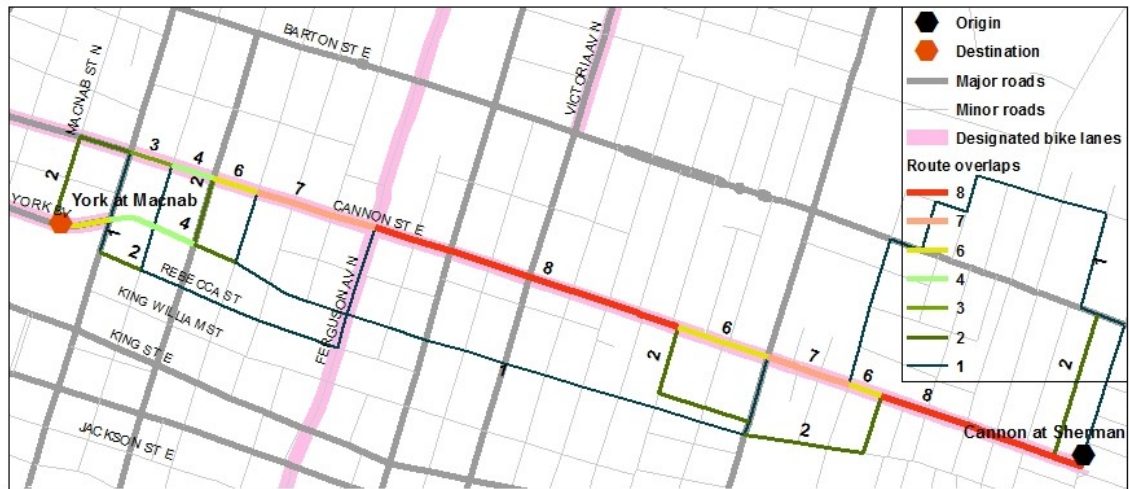 MACNAB ST N
BARTON ST E
VICTORIA AV N
Origin
Destination
Major roads
Minor roads
Designated bike lanes
Route overlaps
8
7
6
4
3
2
1
3
4
6
7
2
2
YORK BV
York at Macnab
4
1
2
CANNON ST E
8
REBECCA ST
KING WILLIAM ST
FERGUSON AV N
KING ST E
JACKSON ST E
1
2
6
7
6
8
2
1
2
Cannon at Sherman